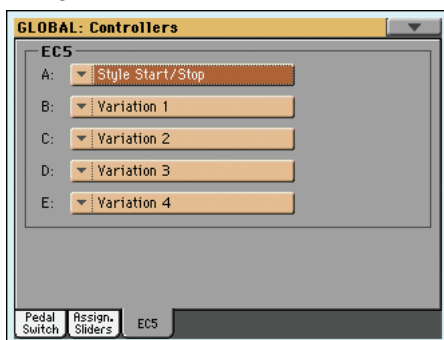 GLOBAL: Controllers
EC5
A: Style Start/Stop
B: Variation 1
C: Variation 2
D: Variation 3
E: Variation 4
Pedal Switch
Assign. Sliders
EC5